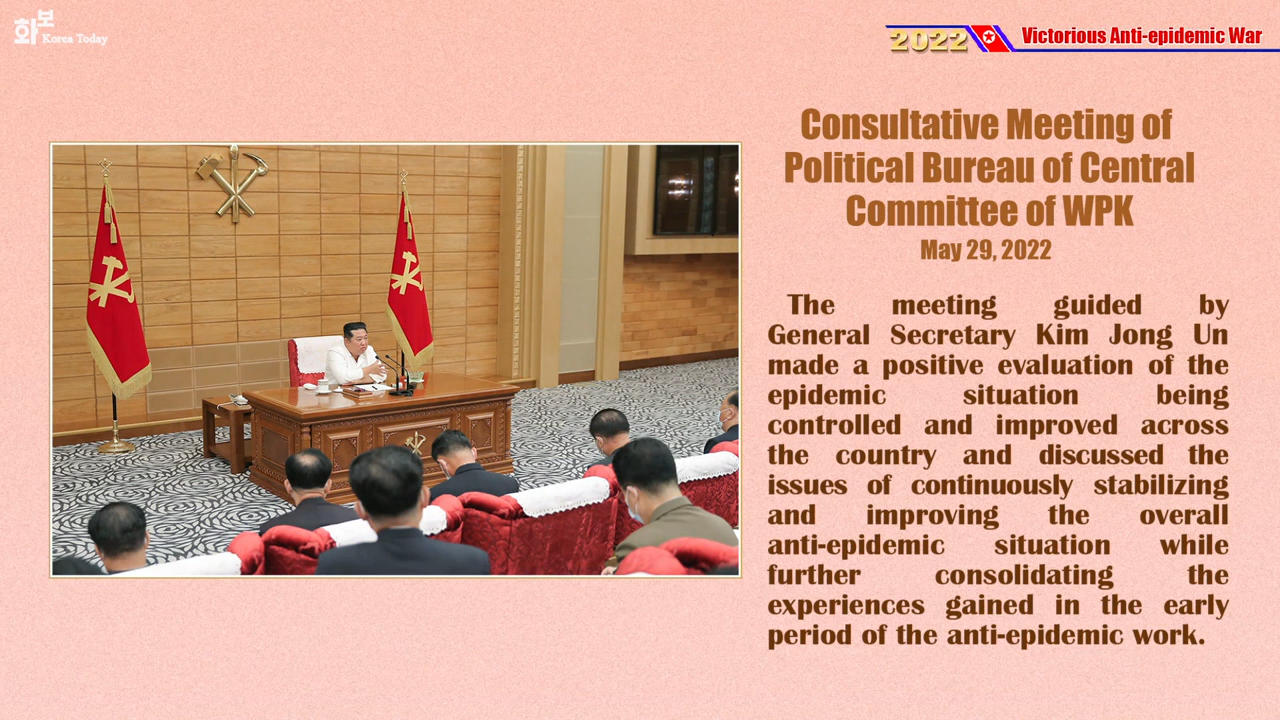 화보
Korea Today
2022 Victorious Anti-epidemic War
Consultative Meeting of
Political Bureau of Central
Committee of WPK
May 29, 2022
The meeting guided by
General Secretary Kim Jong Un
made a positive evaluation of the
epidemic situation being
controlled and improved across
the country and discussed the
issues of continuously stabilizing
and improving the overall
anti-epidemic situation while
further consolidating the
experiences gained in the early
period of the anti-epidemic work.